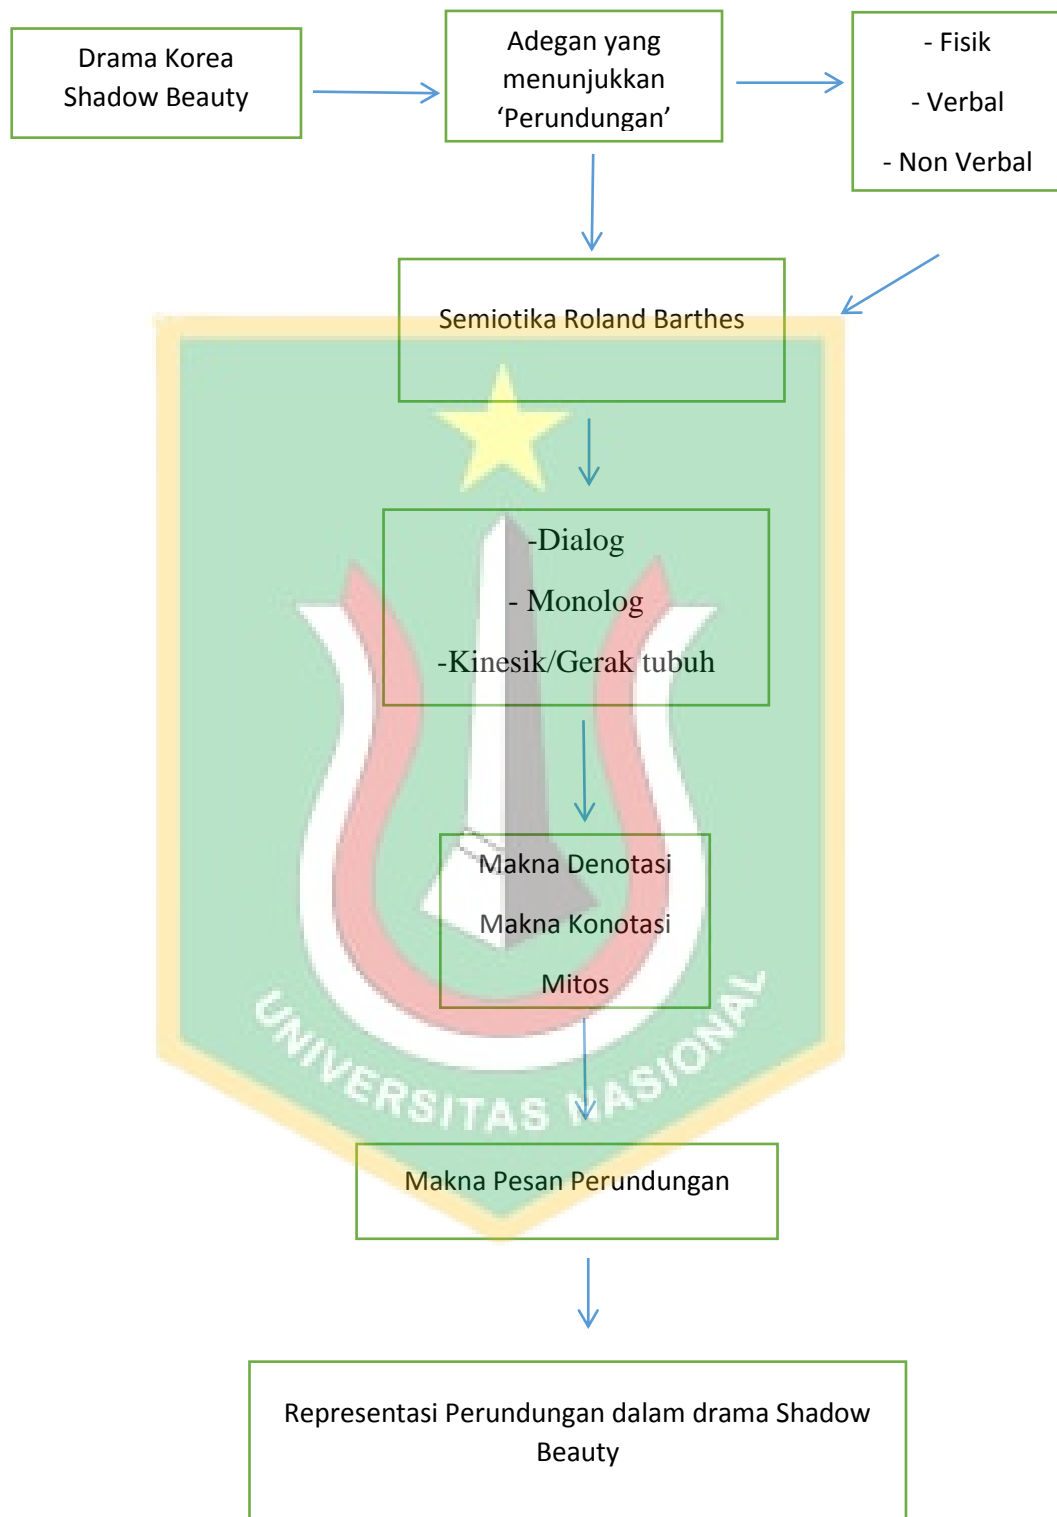 Drama Korea
Shadow Beauty
Adegan yang
menunjukkan
‘Perundungan’
- Fisik
- Verbal
- Non Verbal
Semiotika Roland Barthes
-Dialog
- Monolog
-Kinesik/Gerak tubuh
Makna Denotasi
Makna Konotasi
Mitos
UNIVERSITAS NASIONAL
Makna Pesan Perundungan
Representasi Perundungan dalam drama Shadow
Beauty